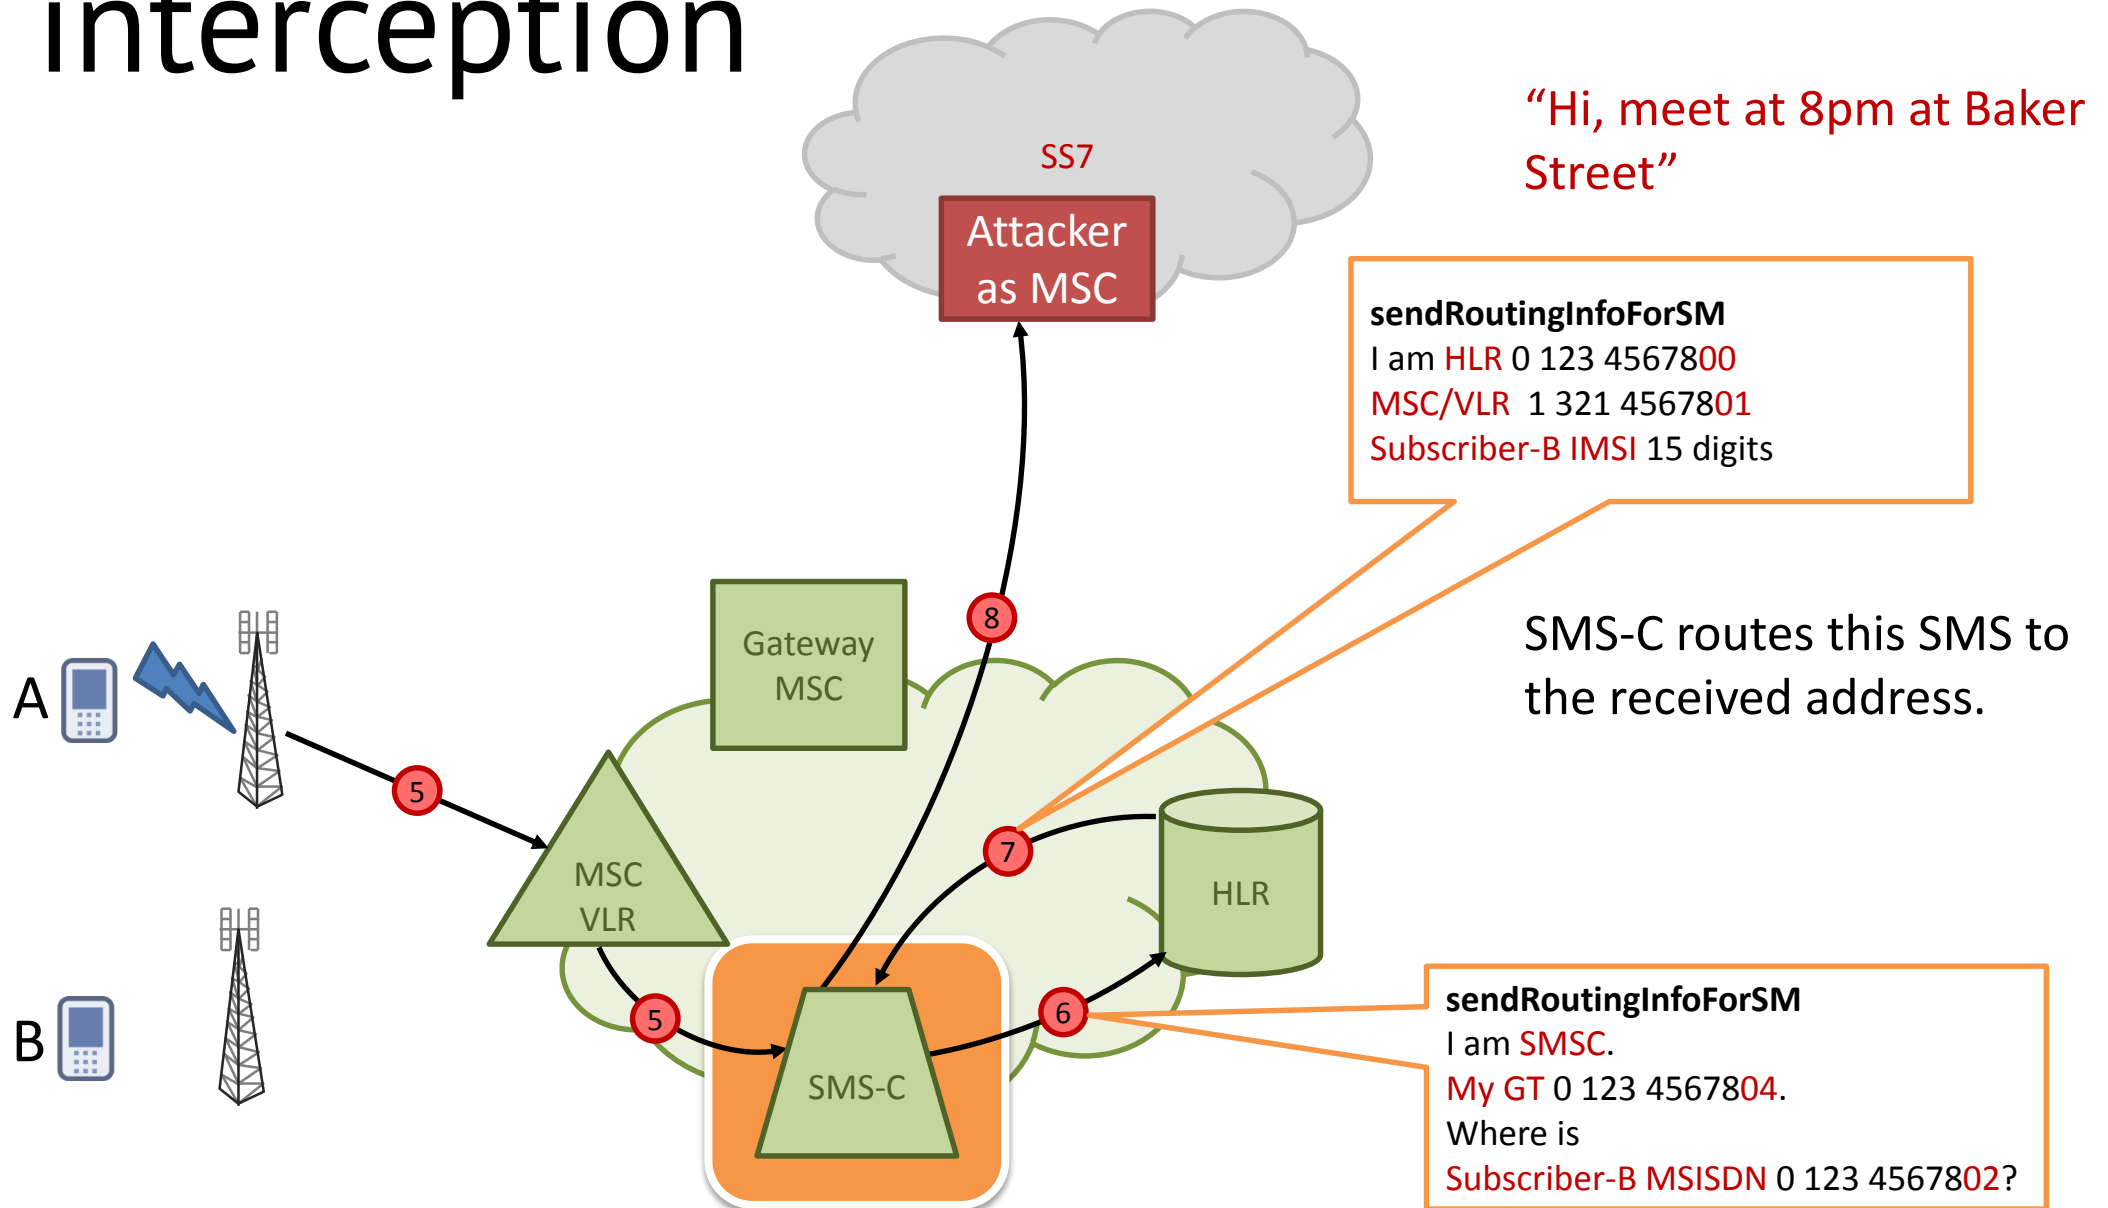 interception
SS7
Attacker
as MSC
“Hi, meet at 8pm at Baker
Street”
sendRoutingInfoForSM
I am HLR 0 123 4567800
MSC/VLR 1 321 4567801
Subscriber-B IMSI 15 digits
Gateway
MSC
8
SMS-C routes this SMS to
the received address.
A
5
MSC
VLR
7
HLR
B
5
SMS-C
6
sendRoutingInfoForSM
I am SMSC.
My GT 0 123 4567804.
Where is
Subscriber-B MSISDN 0 123 4567802?